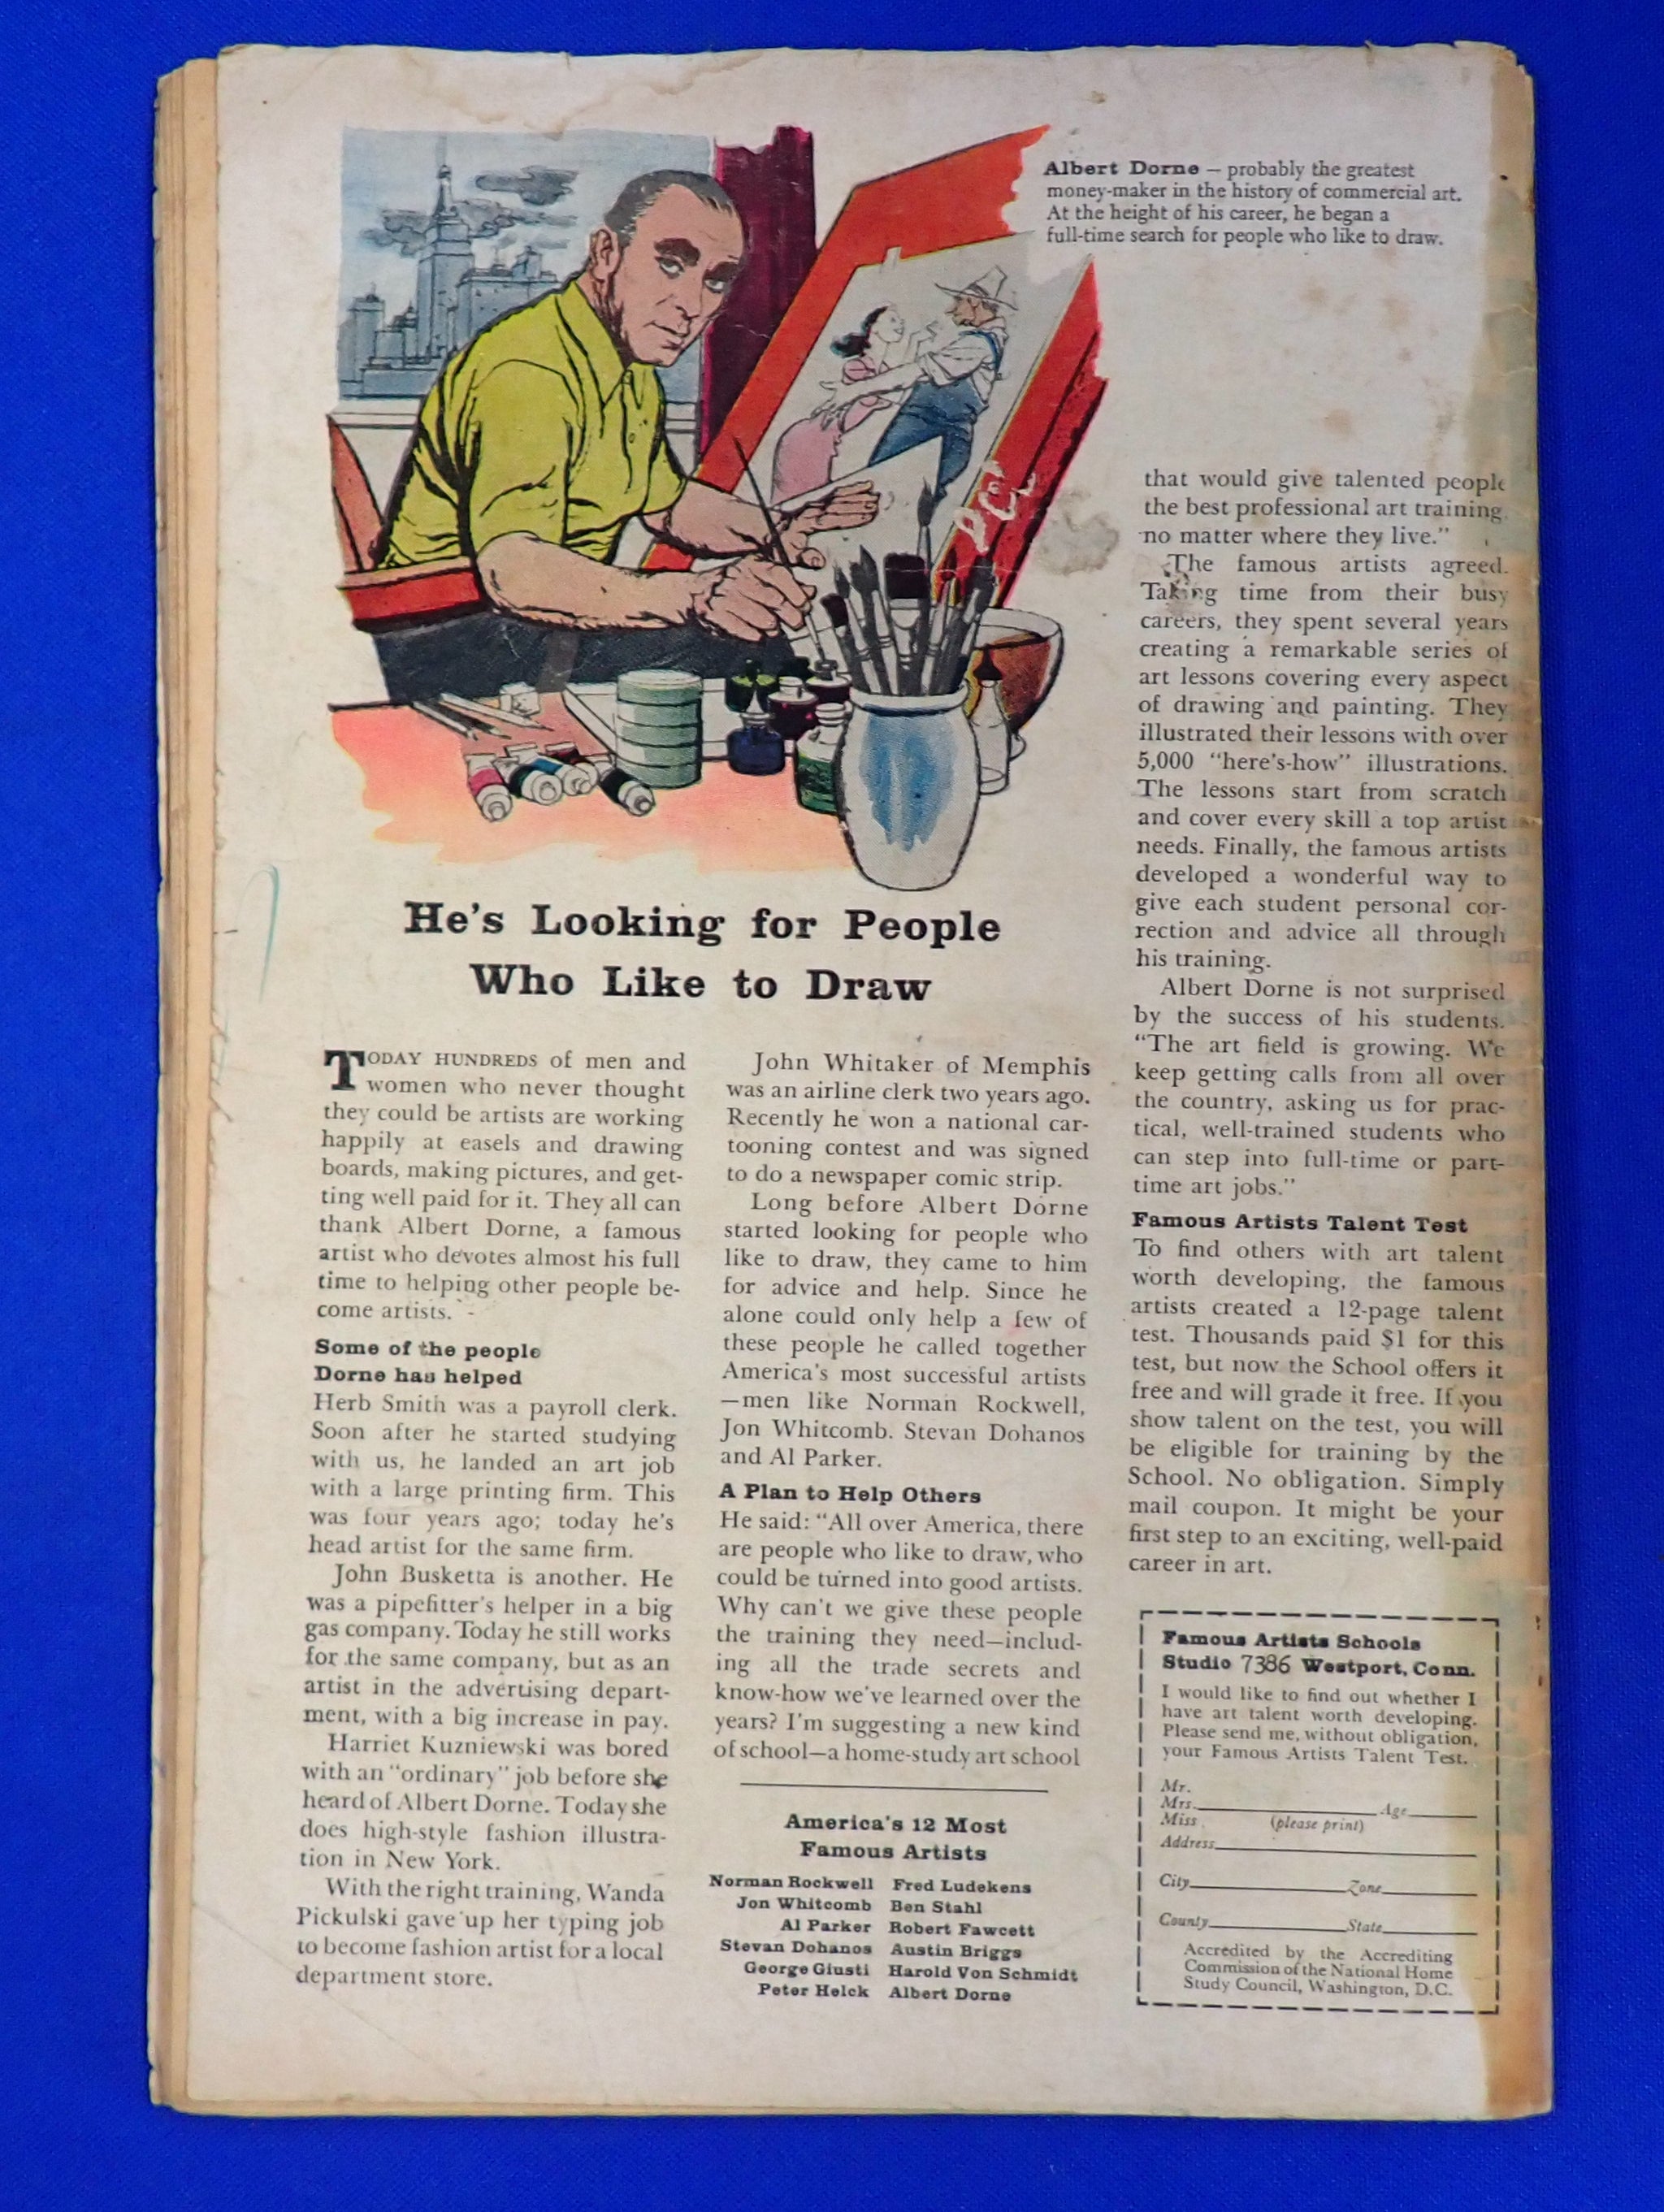 Albert Dorne — probably the greatest
money-maker in the history of commercial art.
At the height of his career, he began a
full-time search for people who like to draw.
He's Looking for People
Who Like to Draw
TODAY HUNDREDS of men and
women who never thought
they could be artists are working
happily at easels and drawing
boards, making pictures, and get-
ting well paid for it. They all can
thank Albert Dorne, a famous
artist who devotes almost his full
time to helping other people be-
come artists.
Some of the people
Dorne has helped
Herb Smith was a payroll clerk.
Soon after he started studying
with us, he landed an art job
with a large printing firm. This
was four years ago; today he's
head artist for the same firm.
John Busketta is another. He
was a pipefitter's helper in a big
gas company. Today he still works
for the same company, but as an
artist in the advertising depart-
ment, with a big increase in pay.
Harriet Kuzniewski was bored
with an "ordinary" job before she
heard of Albert Dorne. Today she
does high-style fashion illustra-
tion in New York.
With the right training, Wanda
Pickulski gave up her typing job
to become fashion artist for a local
department store.
John Whitaker of Memphis
was an airline clerk two years ago.
Recently he won a national car-
tooning contest and was signed
to do a newspaper comic strip.
Long before Albert Dorne
started looking for people who
like to draw, they came to him
for advice and help. Since he
alone could only help a few of
these people he called together
America's most successful artists
—men like Norman Rockwell,
Jon Whitcomb. Stevan Dohanos
and Al Parker.
A Plan to Help Others
He said: "All over America, there
are people who like to draw, who
could be turned into good artists.
Why can't we give these people
the training they need—includ-
ing all the trade secrets and
know-how we've learned over the
years? I'm suggesting a new kind
of school—a home-study art school
America's 12 Most
Famous Artists
Norman Rockwell Fred Ludekens
Jon Whitcomb Ben Stahl
Al Parker Robert Fawcett
Stevan Dohanos Austin Briggs
George Giusti Harold Von Schmidt
Peter Helck Albert Dorne
that would give talented people
the best professional art training
no matter where they live."
The famous artists agreed.
Taking time from their busy
careers, they spent several years
creating a remarkable series of
art lessons covering every aspect
of drawing and painting. They
illustrated their lessons with over
5,000 "here's-how" illustrations.
The lessons start from scratch
and cover every skill a top artist
needs. Finally, the famous artists
developed a wonderful way to
give each student personal cor-
rection and advice all through
his training.
Albert Dorne is not surprised
by the success of his students.
"The art field is growing. We
keep getting calls from all over
the country, asking us for prac-
tical, well-trained students who
can step into full-time or part-
time art jobs."
Famous Artists Talent Test
To find others with art talent
worth developing, the famous
artists created a 12-page talent
test. Thousands paid $1 for this
test, but now the School offers it
free and will grade it free. If you
show talent on the test, you will
be eligible for training by the
School. No obligation. Simply
mail coupon. It might be your
first step to an exciting, well-paid
career in art.
Famous Artists Schools
Studio 7386 Westport, Conn.
I would like to find out whether I
have art talent worth developing.
Please send me, without obligation,
your Famous Artists Talent Test.
Mr.
Mrs. Age
Miss (please print)
Address
City Zone
County State
Accredited by the Accrediting
Commission of the National Home
Study Council, Washington, D.C.